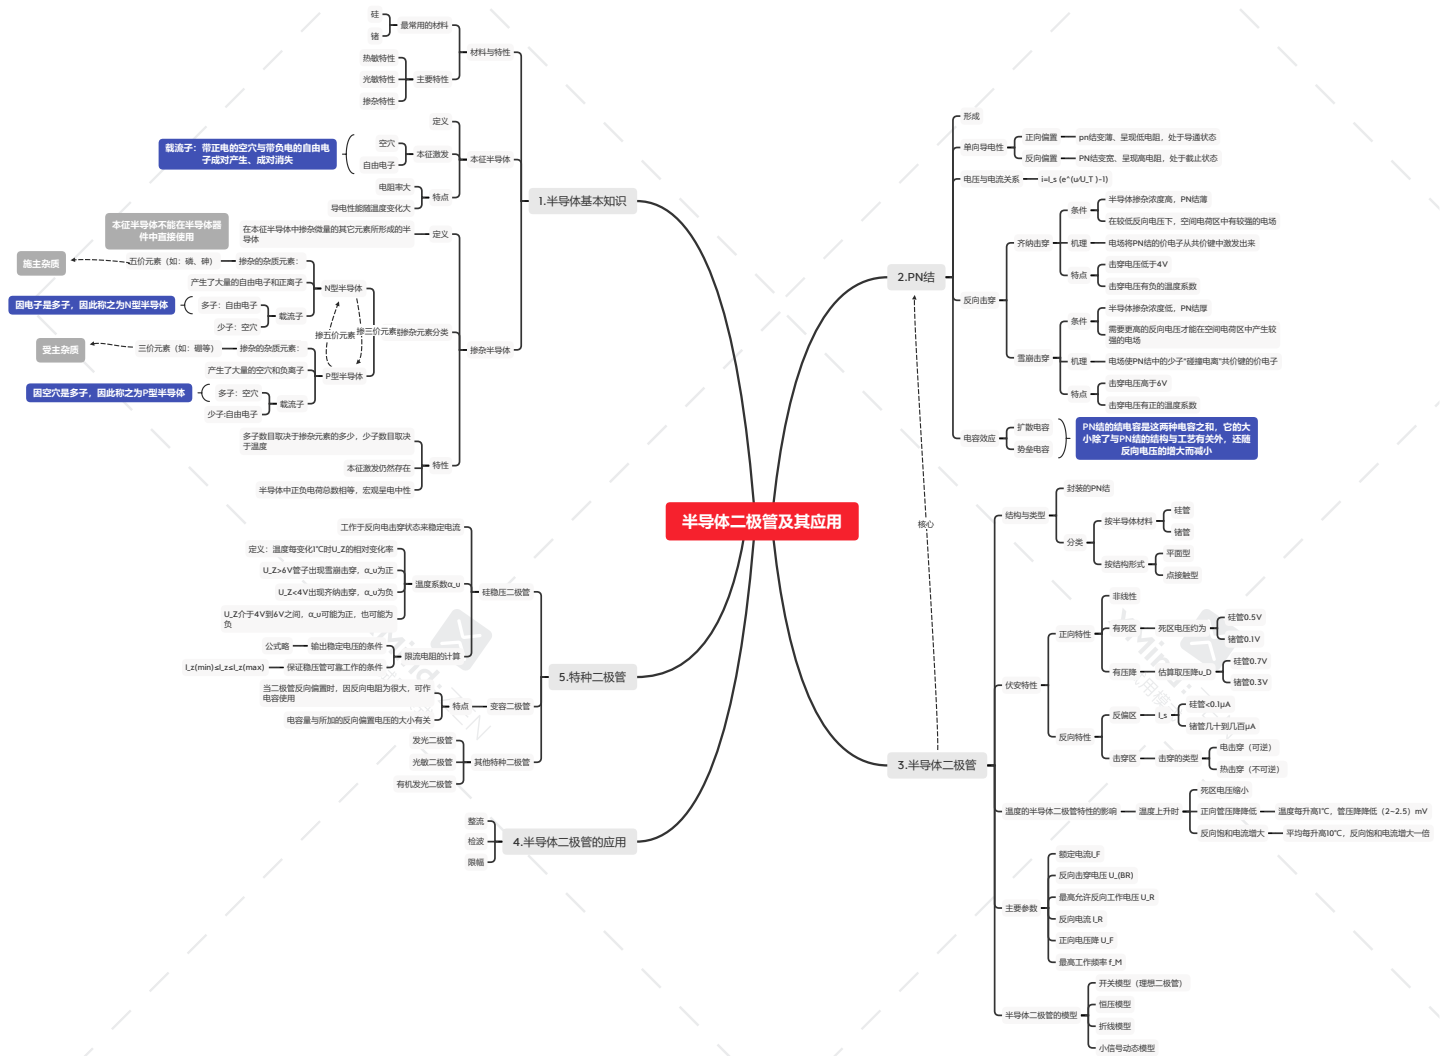 半导体二极管及其应用
1.半导体基本知识
材料与特性
最常用的材料
硅
锗
主要特性
热敏特性
光敏特性
掺杂特性
本征半导体
定义
本征激发
空穴
自由电子
载流子：带正电的空穴与带负电的自由电
子成对产生、成对消失
特点
电阻率大
导电性能随温度变化大
本征半导体不能在半导体器
件中直接使用
掺杂半导体
定义
在本征半导体中掺杂微量的其它元素所形成的半
导体
按掺杂元素分类
N型半导体
掺杂的杂质元素：
五价元素（如：磷、砷）
施主杂质
产生了大量的自由电子和正离子
载流子
多子：自由电子
少子：空穴
因电子是多子，因此称之为N型半导体
掺五价元素
掺三价元素
P型半导体
掺杂的杂质元素：
三价元素（如：硼等）
受主杂质
产生了大量的空穴和负离子
载流子
多子：空穴
少子:自由电子
因空穴是多子，因此称之为P型半导体
特性
多子数目取决于掺杂元素的多少，少子数目取决
于温度
本征激发仍然存在
半导体中正负电荷总数相等，宏观呈电中性
2.PN结
形成
单向导电性
正向偏置
pn结变薄、呈现低电阻，处于导通状态
反向偏置
PN结变宽、呈现高电阻，处于截止状态
电压与电流关系
i=I_s (e^(u/U_T )-1)
反向击穿
齐纳击穿
条件
半导体掺杂浓度高，PN结薄
在较低反向电压下，空间电荷区中有较强的电场
机理
电场将PN结的价电子从共价键中激发出来
特点
击穿电压低于4V
击穿电压有负的温度系数
雪崩击穿
条件
半导体掺杂浓度低，PN结厚
需要更高的反向电压才能在空间电荷区中产生较
强的电场
机理
电场使PN结中的少子“碰撞电离”共价键的价电子
特点
击穿电压高于6V
击穿电压有正的温度系数
电容效应
扩散电容
势垒电容
PN结的结电容是这两种电容之和，它的大
小除了与PN结的结构与工艺有关外，还随
反向电压的增大而减小
核心
3.半导体二极管
结构与类型
封装的PN结
分类
按半导体材料
硅管
锗管
按结构形式
平面型
点接触型
伏安特性
正向特性
非线性
有死区
死区电压约为
硅管0.5V
锗管0.1V
有压降
估算取压降u_D
硅管0.7V
锗管0.3V
反向特性
反偏区
I_s
硅管<0.1μA
锗管几十到几百μA
击穿区
击穿的类型
电击穿（可逆）
热击穿（不可逆）
温度的半导体二极管特性的影响
温度上升时
死区电压缩小
正向管压降降低
温度每升高1℃，管压降降低（2~2.5）mV
反向饱和电流增大
平均每升高10℃，反向饱和电流增大一倍
主要参数
额定电流I_F
反向击穿电压 U_(BR)
最高允许反向工作电压 U_R
反向电流 I_R
正向电压降 U_F
最高工作频率 f_M
半导体二极管的模型
开关模型（理想二极管）
恒压模型
折线模型
小信号动态模型
5.特种二极管
硅稳压二极管
工作于反向电击穿状态来稳定电流
温度系数α_υ
定义：温度每变化1℃时U_Z的相对变化率
U_Z>6V管子出现雪崩击穿，α_υ为正
U_Z<4V出现齐纳击穿，α_υ为负
U_Z介于4V到6V之间，α_υ可能为正，也可能为
负
限流电阻的计算
输出稳定电压的条件
公式略
保证稳压管可靠工作的条件
I_z(min)≤I_z≤I_z(max)
变容二极管
特点
当二极管反向偏置时，因反向电阻为很大，可作
电容使用
电容量与所加的反向偏置电压的大小有关
其他特种二极管
发光二极管
光敏二极管
有机发光二极管
4.半导体二极管的应用
整流
检波
限幅